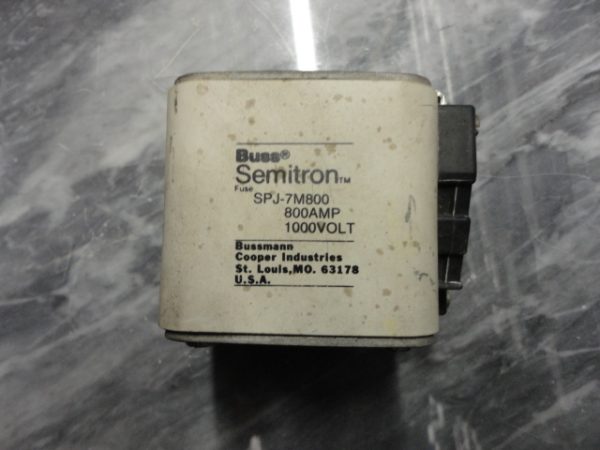 Buss®
Semitron™
Fuse
SPJ-7M800
800AMP
1000VOLT
Bussmann
Cooper Industries
St. Louis,MO. 63178
U.S.A.